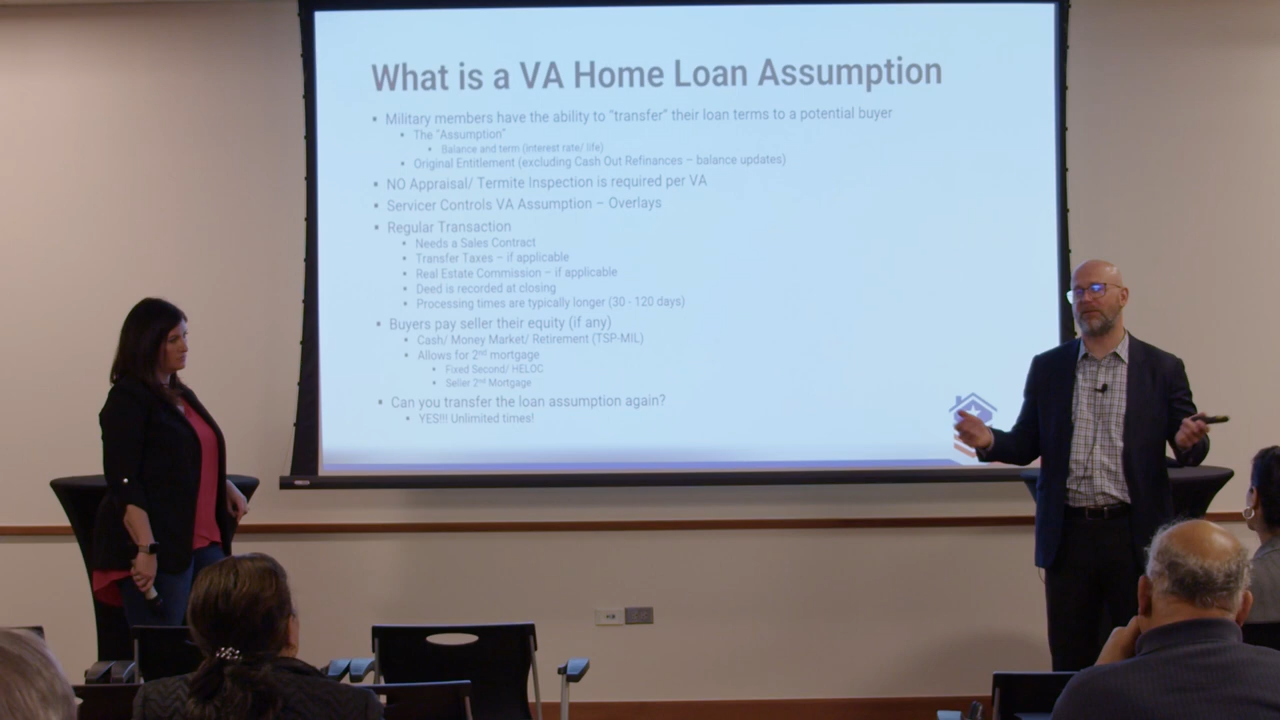 What is a VA Home Loan Assumption
▪ Military members have the ability to "transfer" their loan terms to a potential buyer
▪ The "Assumption"
▪ Balance and term (interest rate/ life)
▪ Original Entitlement (excluding Cash Out Refinances – balance updates)
▪ NO Appraisal/ Termite Inspection is required per VA
▪ Servicer Controls VA Assumption – Overlays
▪ Regular Transaction
▪ Needs a Sales Contract
▪ Transfer Taxes – if applicable
▪ Real Estate Commission – if applicable
▪ Deed is recorded at closing
▪ Processing times are typically longer (30 - 120 days)
▪ Buyers pay seller their equity (if any)
▪ Cash/ Money Market/ Retirement (TSP-MIL)
▪ Allows for 2nd mortgage
▪ Fixed Second/ HELOC
▪ Seller 2nd Mortgage
▪ Can you transfer the loan assumption again?
▪ YES!!! Unlimited times!